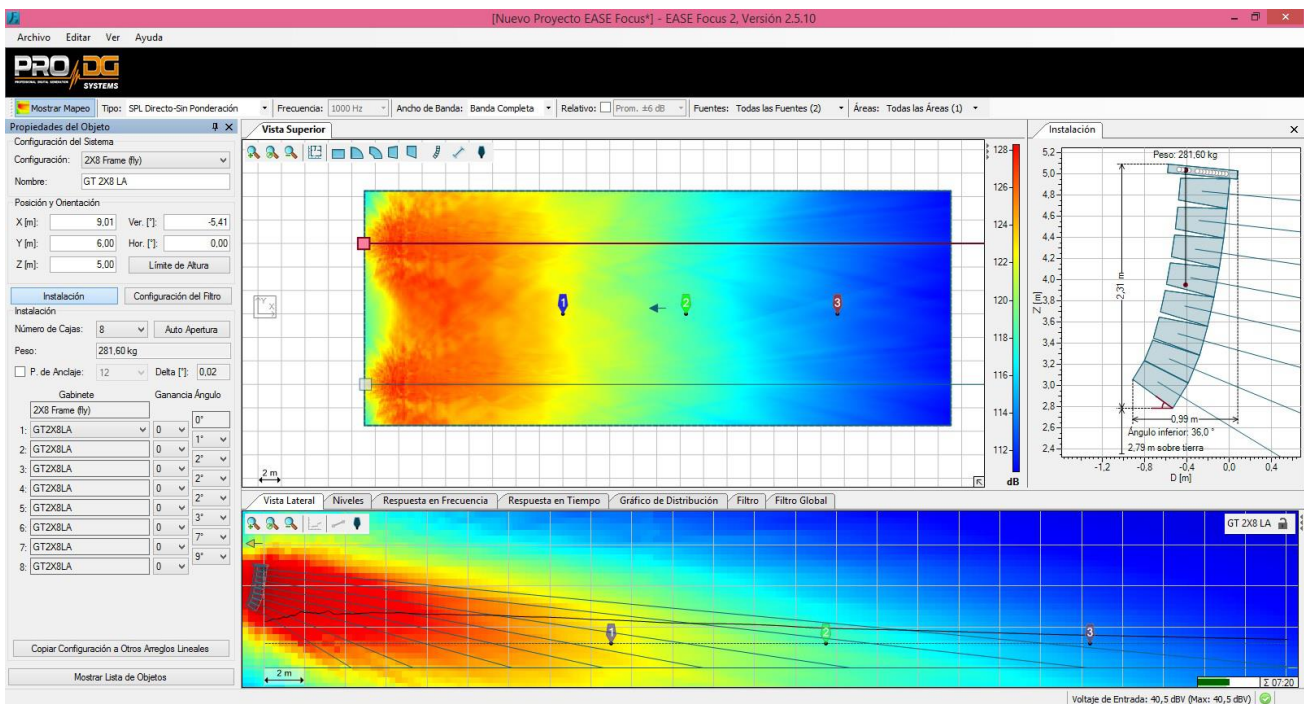 [Nuevo Proyecto EASE Focus*] - EASE Focus 2, Versión 2.5.10
Archivo Editar Ver Ayuda
PRO DG
SYSTEMS
Mostrar Mapeo Tipo: SPL Directo-Sin Ponderación Frecuencia: 1000 Hz Ancho de Banda: Banda Completa Relativo: Prom. ±6 dB Fuentes: Todas las Fuentes (2) Áreas: Todas las Áreas (1)
Propiedades del Objeto
Configuración del Sistema
Configuración: 2X8 Frame (fly)
Nombre: GT 2X8 LA
Posición y Orientación
X [m]: 9,01 Ver. [°]: -5,41
Y [m]: 6,00 Hor. [°]: 0,00
Z [m]: 5,00 Límite de Altura
Instalación Configuración del Filtro
Instalación
Número de Cajas: 8 Auto Apertura
Peso: 281,60 kg
P. de Anclaje: 12 Delta [°]: 0,02
Gabinete Ganancia Ángulo
2X8 Frame (fly)
0°
1: GT2X8LA 0
1°
2: GT2X8LA 0
2°
3: GT2X8LA 0
2°
4: GT2X8LA 0
2°
5: GT2X8LA 0
3°
6: GT2X8LA 0
7°
7: GT2X8LA 0
9°
8: GT2X8LA 0
Copiar Configuración a Otros Arreglos Lineales
Mostrar Lista de Objetos
Vista Superior
Y
X
1
2
3
2 m
128
126
124
122
120
118
116
114
112
dB
Instalación
Peso: 281,60 kg
5,2
5,0
4,8
4,6
4,4
4,2
4,0
3,8
3,6
3,4
3,2
3,0
2,8
2,6
2,4
Z [m]
2,31 m
0,99 m
Ángulo inferior: 36,0 °
2,79 m sobre tierra
-1,2 -0,8 -0,4 0,0 0,4
D [m]
Vista Lateral Niveles Respuesta en Frecuencia Respuesta en Tiempo Gráfico de Distribución Filtro Filtro Global
GT 2X8 LA
1
2
3
2 m
Σ 07:20
Voltaje de Entrada: 40,5 dBV (Max: 40,5 dBV)